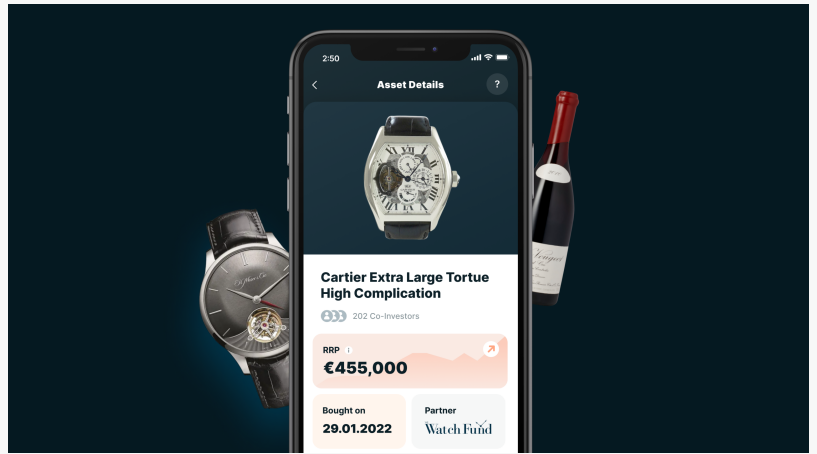 2:50
Asset Details
?
Cartier Extra Large Tortue
High Complication
202 Co-Investors
RRP i
€455,000
Bought on
29.01.2022
Partner
Watch Fund
XII